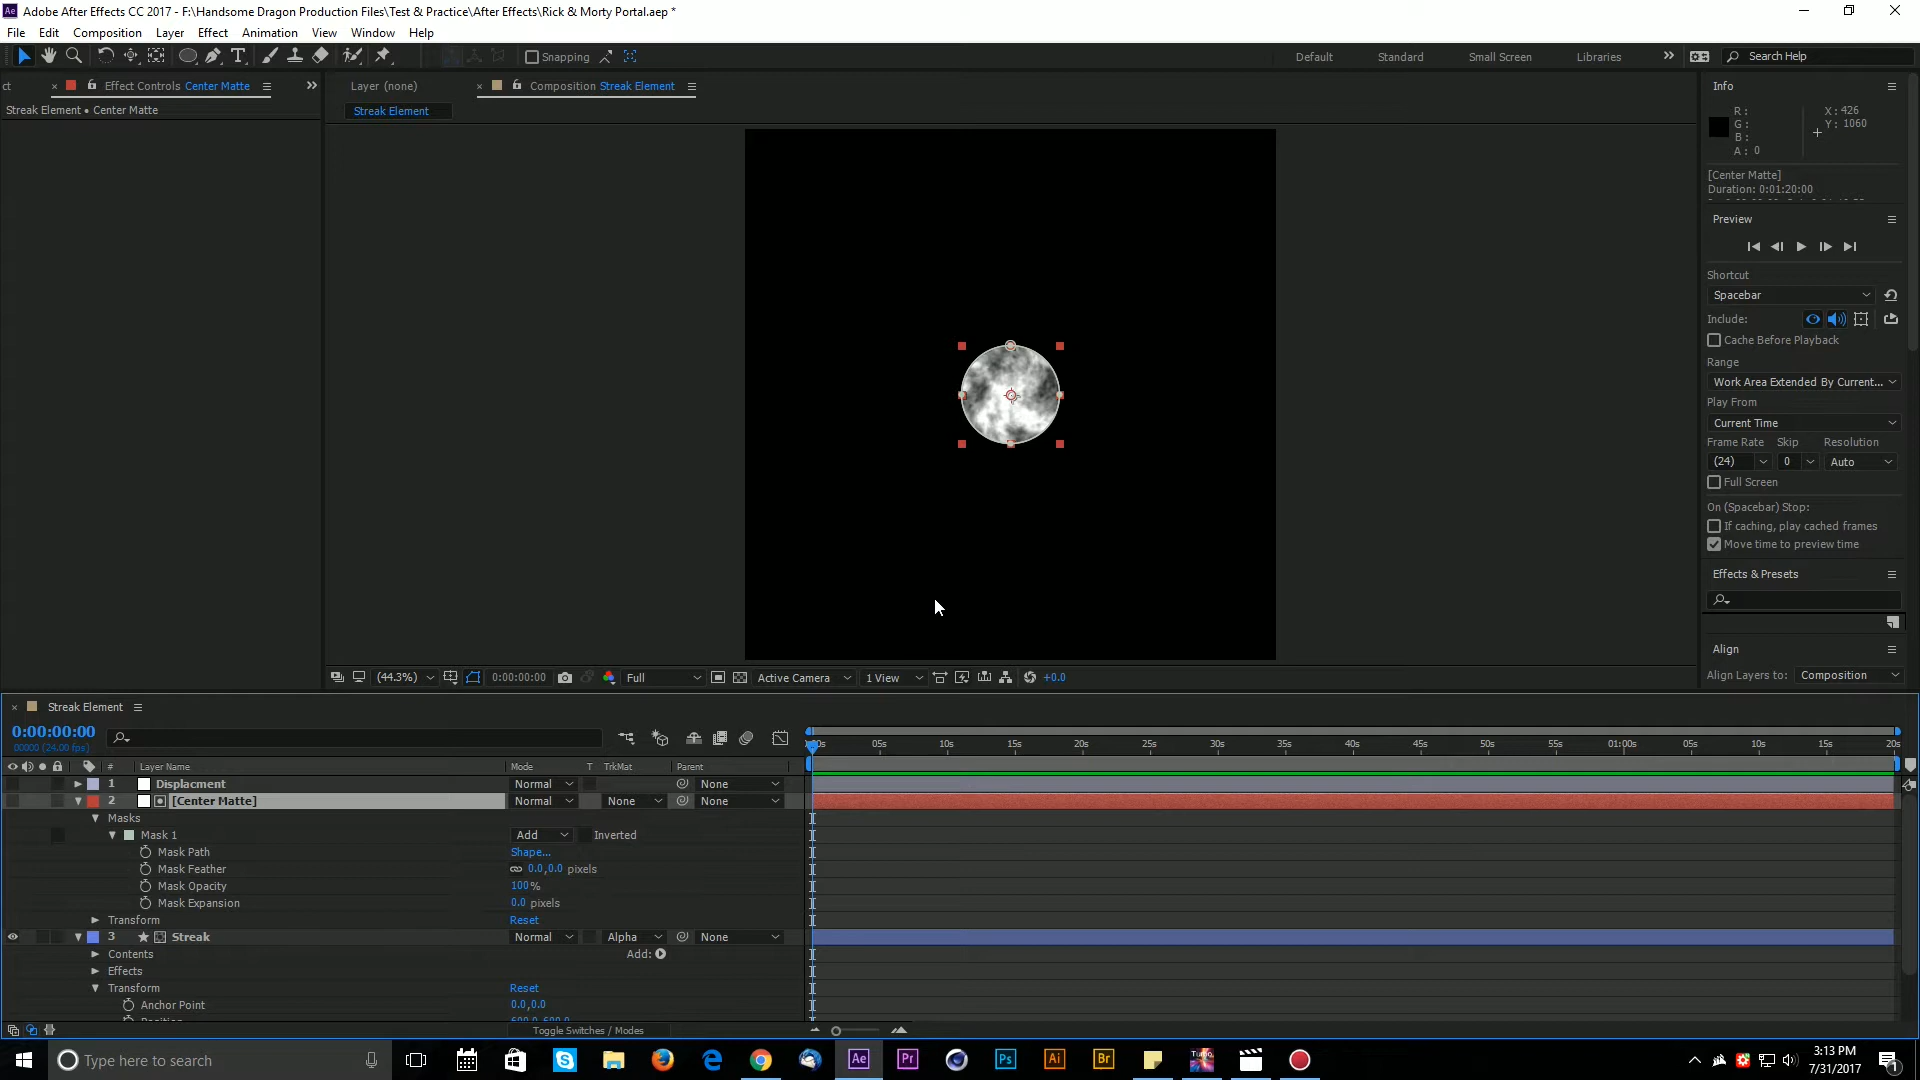 Adobe After Effects CC 2017 - F:\Handsome Dragon Production Files\Test & Practice\After Effects\Rick & Morty Portal.aep *
File Edit Composition Layer Effect Animation View Window Help
Snapping Default Standard Small Screen Libraries Search Help
ct Effect Controls Center Matte Layer (none) Composition Streak Element Info
Streak Element • Center Matte Streak Element
R: X: 426
G: Y: 1060
B:
A: 0
[Center Matte]
Duration: 0:01:20:00
Preview
Shortcut
Spacebar
Include:
Cache Before Playback
Range
Work Area Extended By Current...
Play From
Current Time
Frame Rate Skip Resolution
(24) 0 Auto
Full Screen
On (Spacebar) Stop:
If caching, play cached frames
Move time to preview time
Effects & Presets
Align
Align Layers to: Composition
(44.3%) 0:00:00:00 Full Active Camera 1 View +0.0
Streak Element
0:00:00:00
00000 (24.00 fps)
05s 10s 15s 20s 25s 30s 35s 40s 45s 50s 55s 01:00s 05s 10s 15s 20s
# Layer Name Mode T TrkMat Parent
1 Displacment Normal None
2 [Center Matte] Normal None None
Masks
Mask 1 Add Inverted
Mask Path Shape...
Mask Feather 0.0,0.0 pixels
Mask Opacity 100%
Mask Expansion 0.0 pixels
Transform Reset
3 Streak Normal Alpha None
Contents Add:
Effects
Transform Reset
Anchor Point 0.0,0.0
Toggle Switches / Modes
Type here to search
Ae Pr Ps Ai Br
3:13 PM
7/31/2017